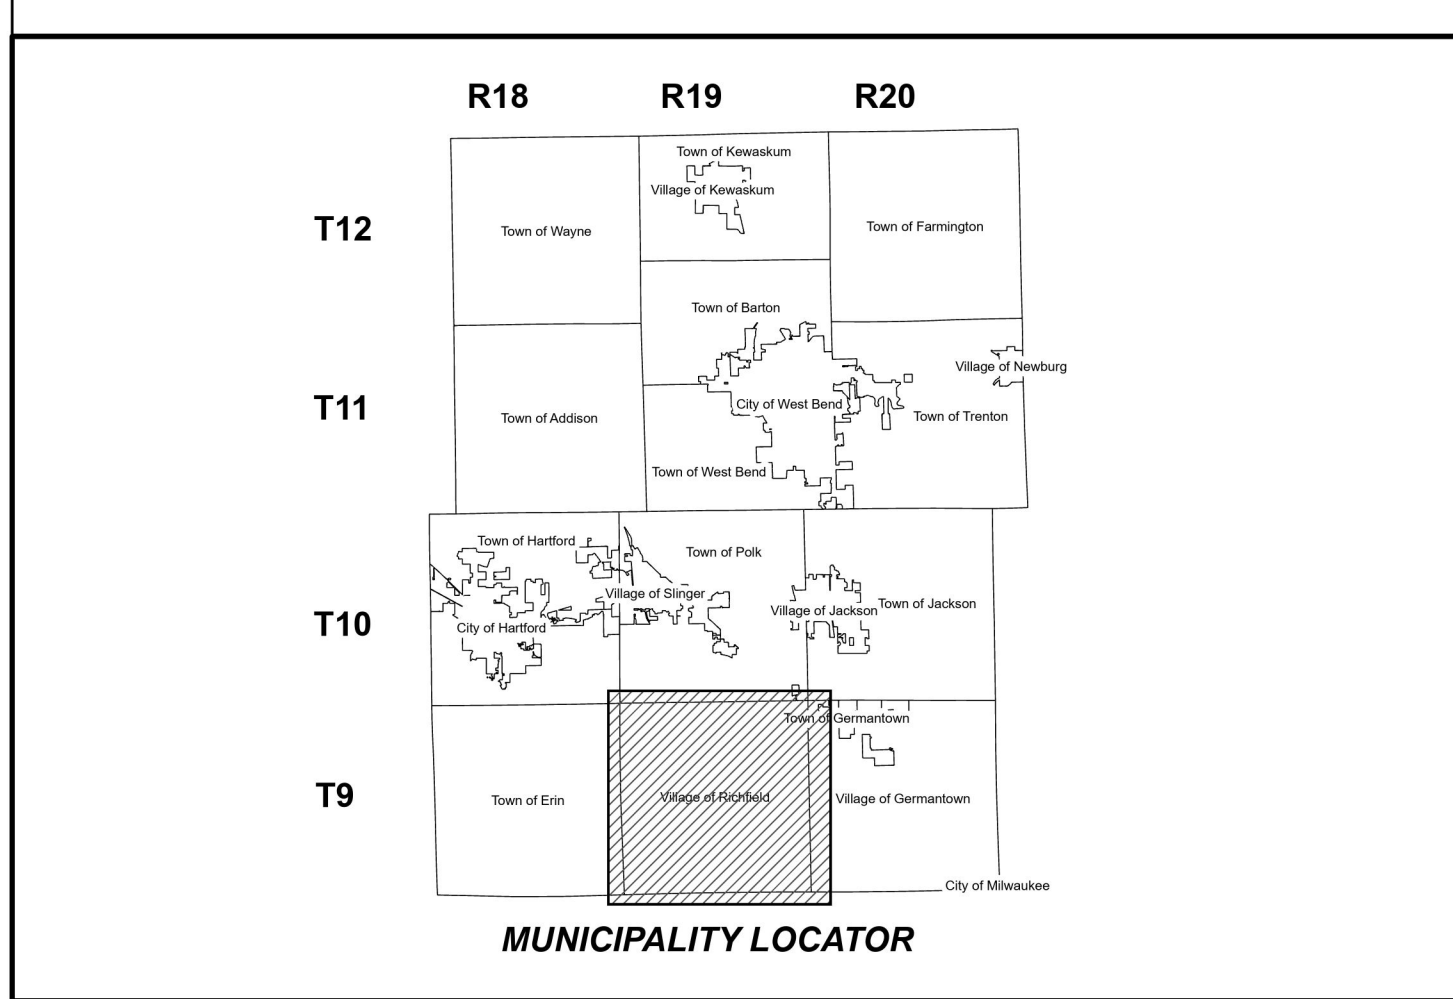 R18 R19 R20
Town of Kewaskum
Village of Kewaskum
T12
Town of Wayne
Town of Farmington
Town of Barton
Village of Newburg
T11
City of West Bend
Town of Addison
Town of Trenton
Town of West Bend
Town of Hartford
Town of Polk
Village of Slinger
Town of Jackson
Village of Jackson
T10
City of Hartford
Town of Germantown
T9
Town of Erin
Village of Richfield
Village of Germantown
City of Milwaukee
MUNICIPALITY LOCATOR